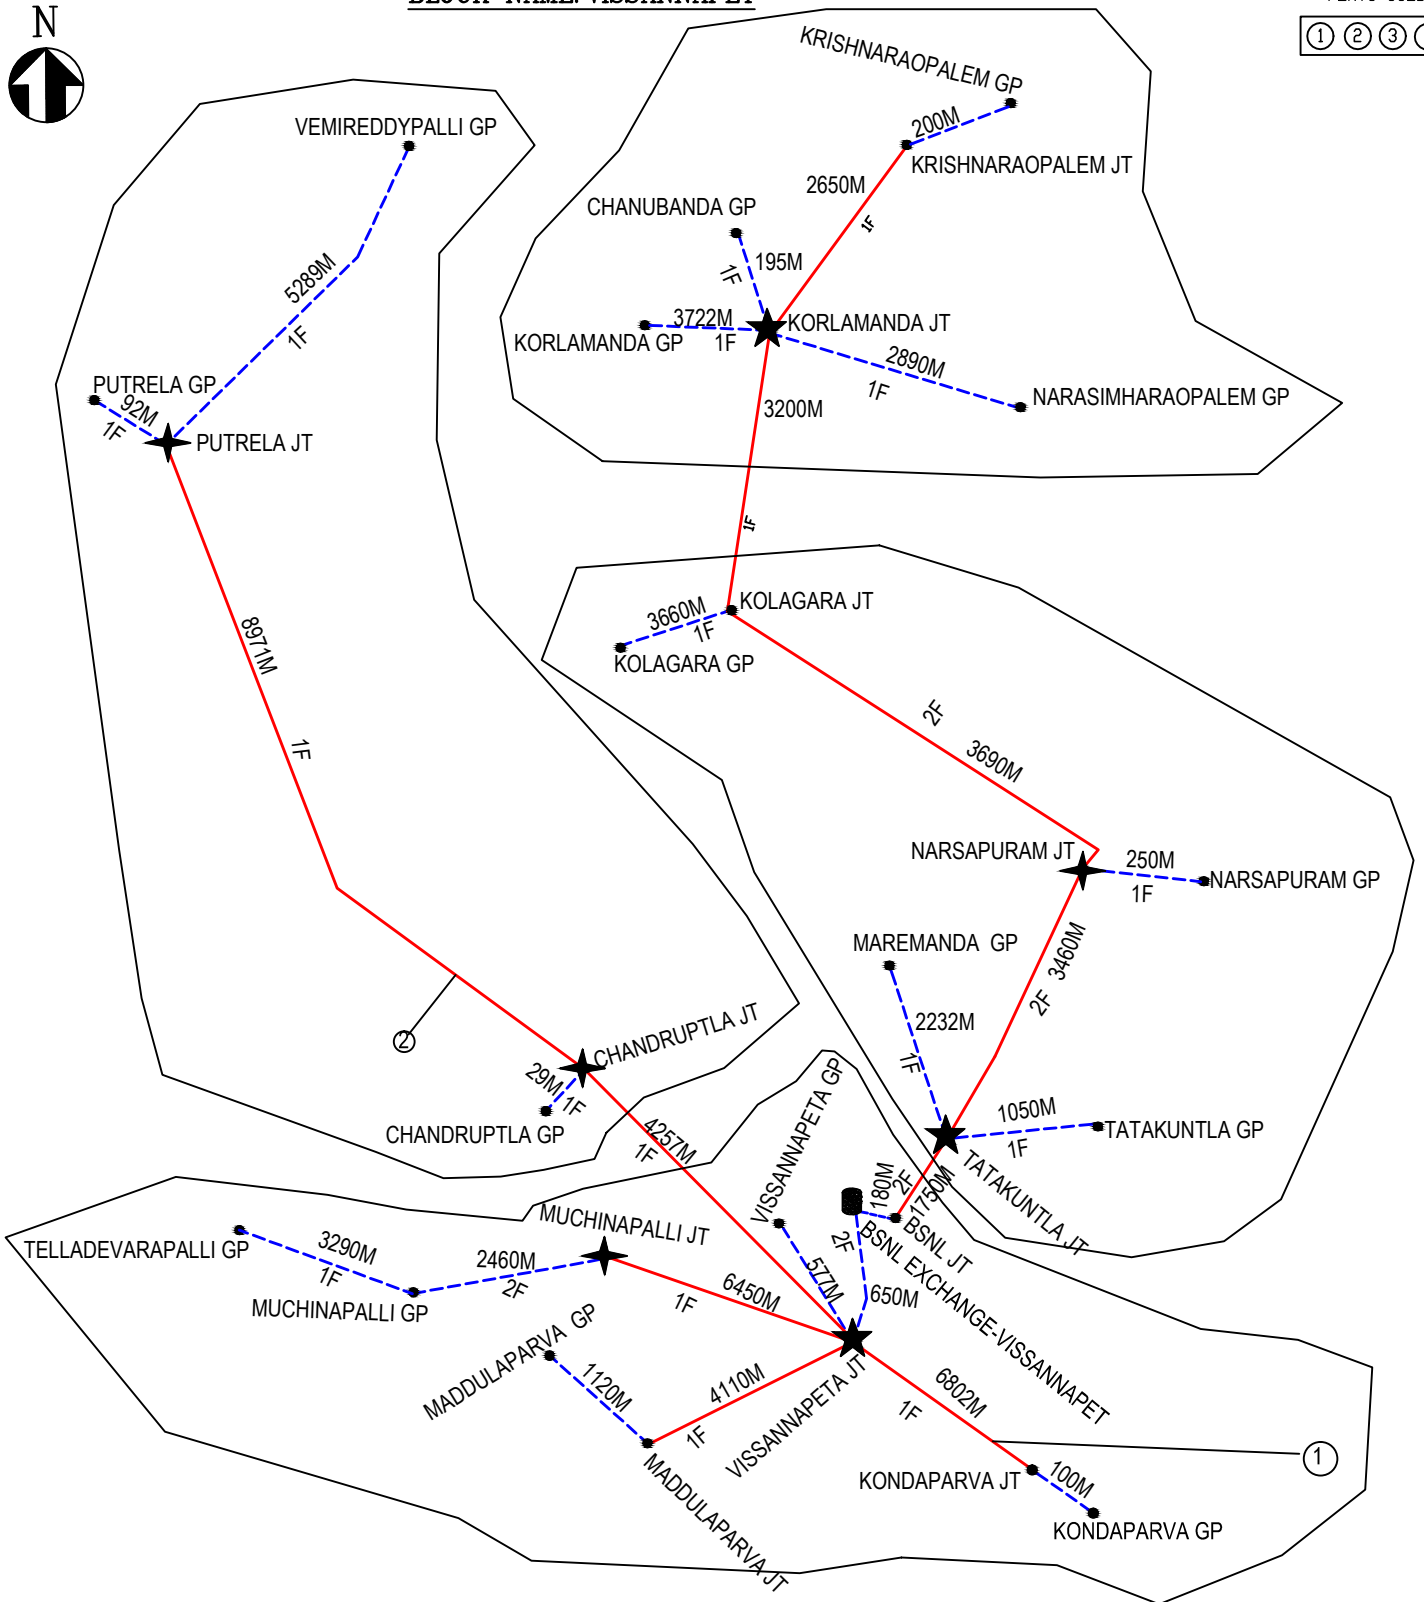 N
① ② ③
KRISHNARAOPALEM GP
200M
KRISHNARAOPALEM JT
VEMIREDDYPALLI GP
2650M
1F
CHANUBANDA GP
195M
1F
5289M
1F
3722M
1F
KORLAMANDA JT
KORLAMANDA GP
2890M
1F
NARASIMHARAOPALEM GP
PUTRELA GP
92M
1F
PUTRELA JT
3200M
1F
KOLAGARA JT
3660M
1F
KOLAGARA GP
8971M
1F
2F
3690M
NARSAPURAM JT
250M
1F
NARSAPURAM GP
MAREMANDA GP
3460M
2F
2232M
1F
②
CHANDRUPTLA JT
29M
1F
CHANDRUPTLA GP
4257M
1F
VISSANNAPETA GP
1050M
1F
TATAKUNTLA GP
TATAKUNTLA JT
180M
2F
1750M
BSNL JT
BSNL EXCHANGE-VISSANNAPET
2F
650M
577M
MUCHINAPALLI JT
TELLADEVARAPALLI GP
3290M
1F
2460M
2F
MUCHINAPALLI GP
6450M
1F
MADDULAPARVA GP
1120M
4110M
1F
VISSANNAPETA JT
6802M
1F
①
MADDULAPARVA JT
KONDAPARVA JT
100M
KONDAPARVA GP